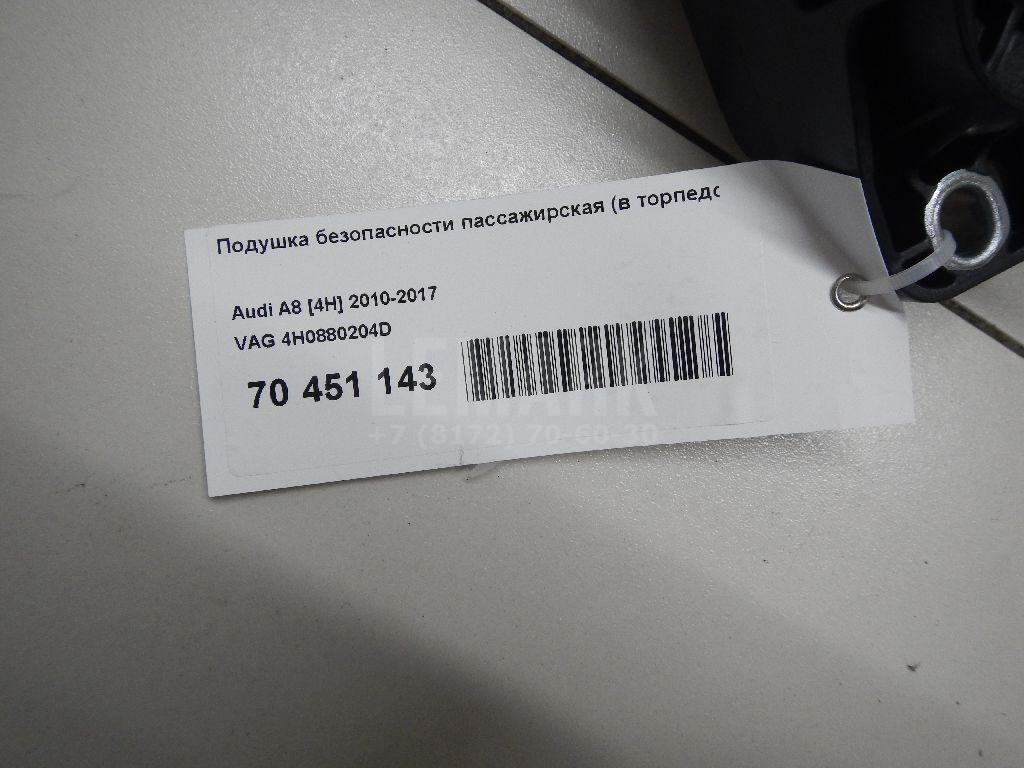 Подушка безопасности пассажирская (в торпедо
Audi A8 [4H] 2010-2017
VAG 4H0880204D
70 451 143
+7 (8172) 70-60-30